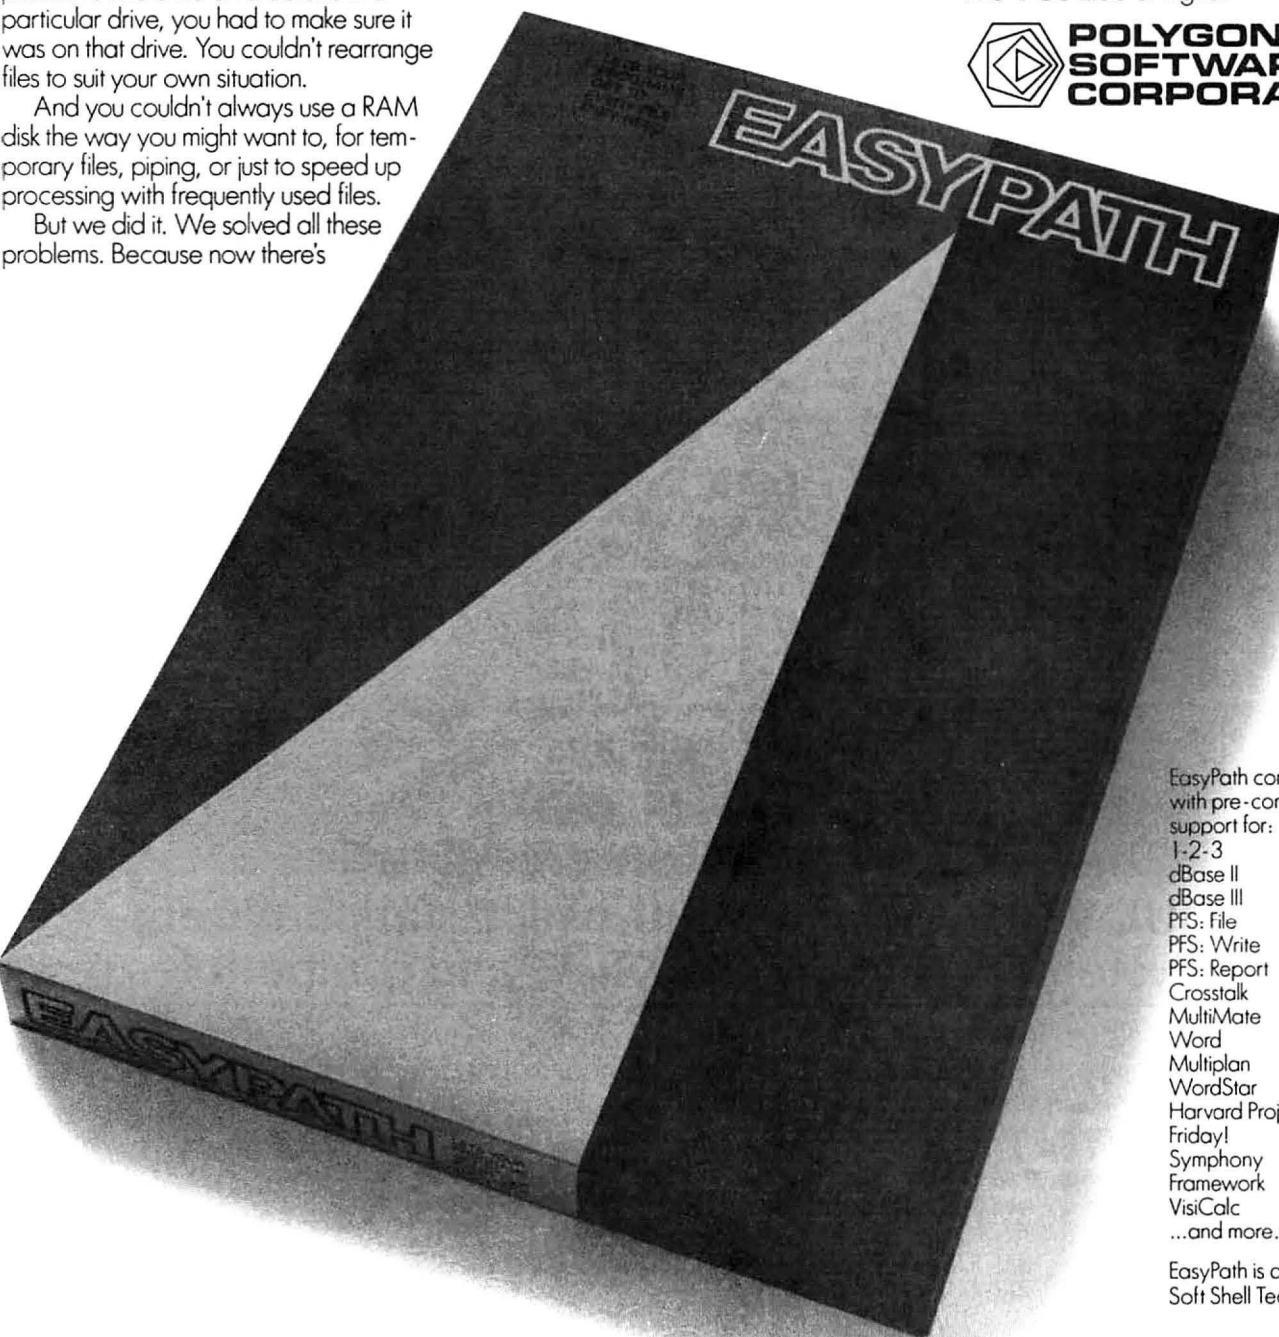 particular drive, you had to make sure it
was on that drive. You couldn't rearrange
files to suit your own situation.
And you couldn't always use a RAM
disk the way you might want to, for tem-
porary files, piping, or just to speed up
processing with frequently used files.
But we did it. We solved all these
problems. Because now there's
POLYGON
SOFTWAR
CORPORA
EASYPATH
EASYPATH
EasyPath com
with pre-con
support for:
1-2-3
dBase II
dBase III
PFS: File
PFS: Write
PFS: Report
Crosstalk
MultiMate
Word
Multiplan
WordStar
Harvard Proj
Friday!
Symphony
Framework
VisiCalc
...and more.
EasyPath is a
Soft Shell Tec